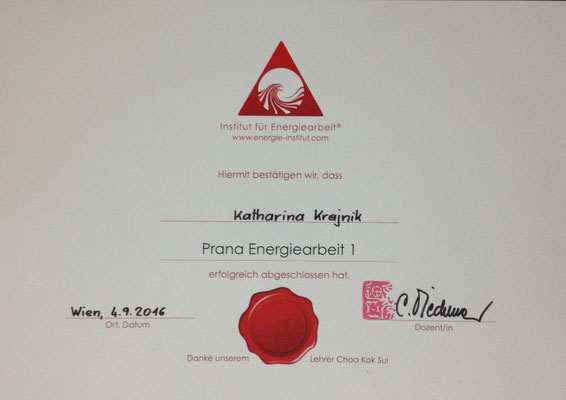 Institut für Energiearbeit®
www.energie-institut.com
Hiermit bestätigen wir, dass
Katharina Krajnik
Prana Energiearbeit 1
erfolgreich abgeschlossen hat.
Wien, 4.9.2016
Ort, Datum
Dozent/in
Danke unserem Lehrer Choa Kok Sui